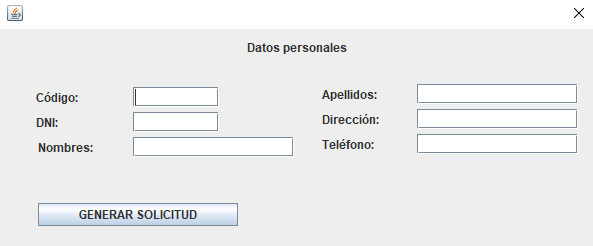 Datos personales
Código:
DNI:
Nombres:
Apellidos:
Dirección:
Teléfono:
GENERAR SOLICITUD